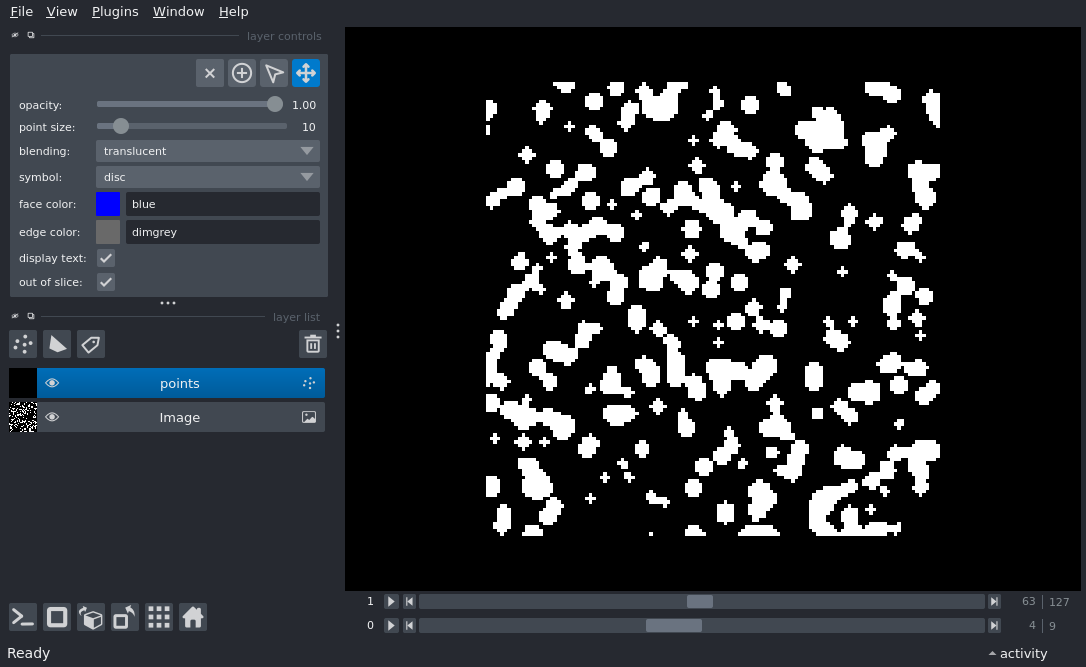 File View Plugins Window Help
layer controls
opacity: 1.00
point size: 10
blending: translucent
symbol: disc
face color: blue
edge color: dimgrey
display text:
out of slice:
layer list
points
Image
1 63 127
0 4 9
Ready activity